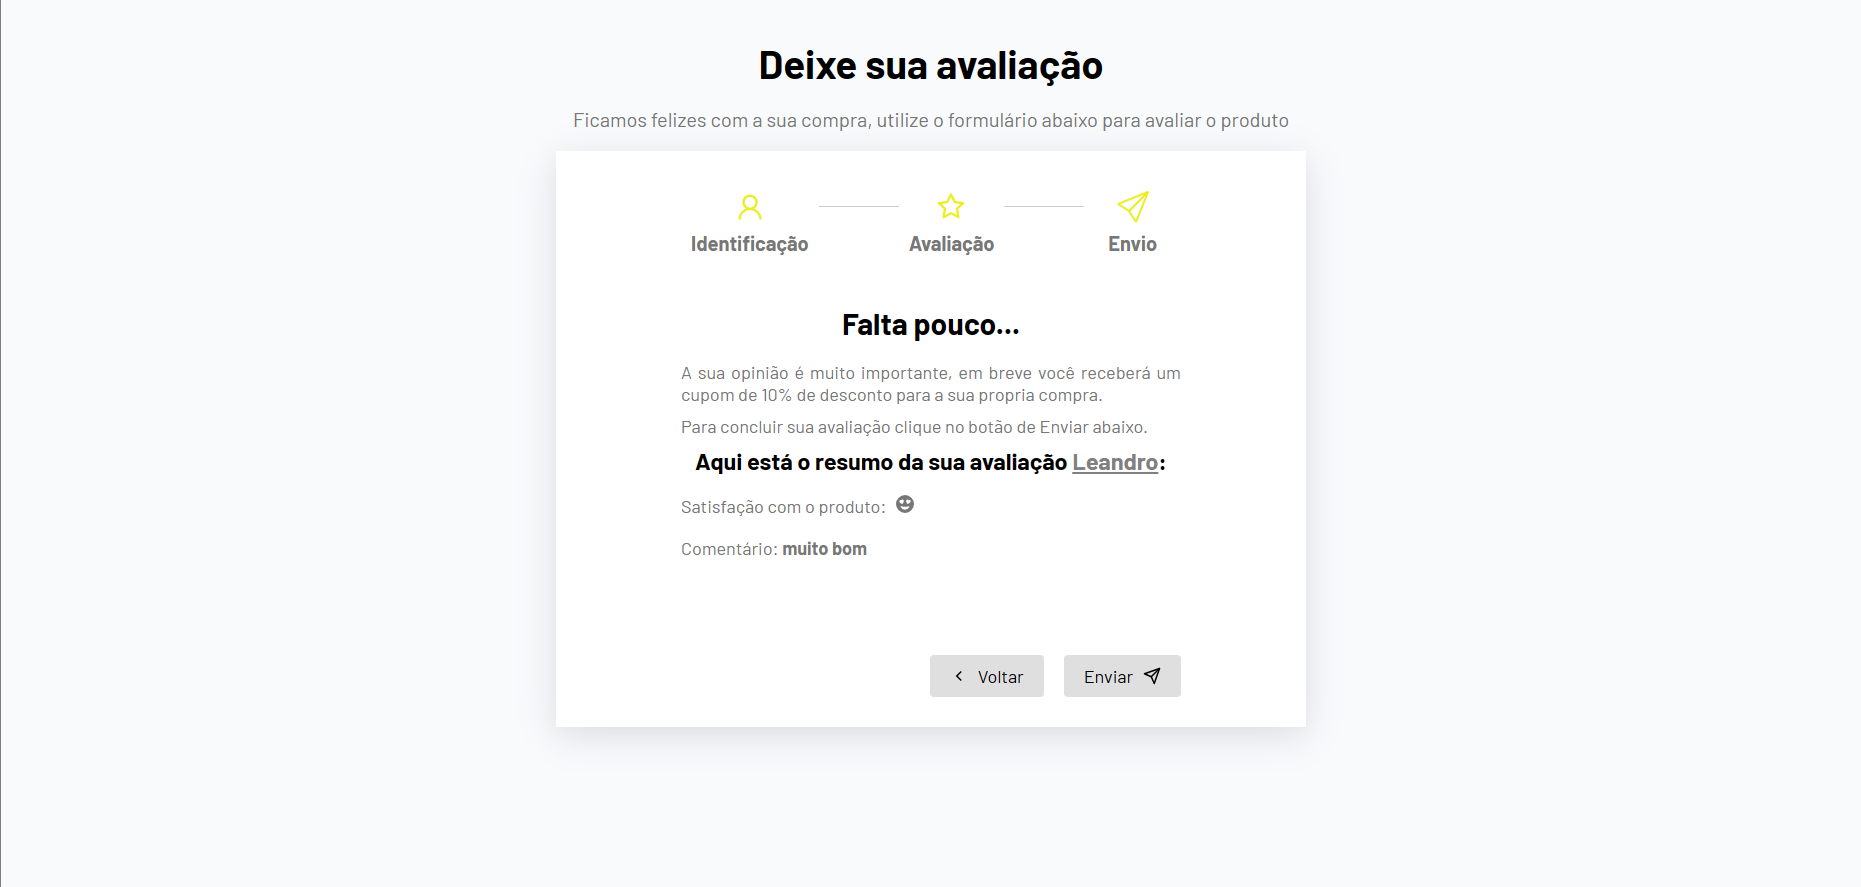 Deixe sua avaliação
Ficamos felizes com a sua compra, utilize o formulário abaixo para avaliar o produto
Identificação
Avaliação
Envio
Falta pouco...
A sua opinião é muito importante, em breve você receberá um
cupom de 10% de desconto para a sua propria compra.
Para concluir sua avaliação clique no botão de Enviar abaixo.
Aqui está o resumo da sua avaliação Leandro:
Satisfação com o produto:
Comentário: muito bom
Voltar
Enviar